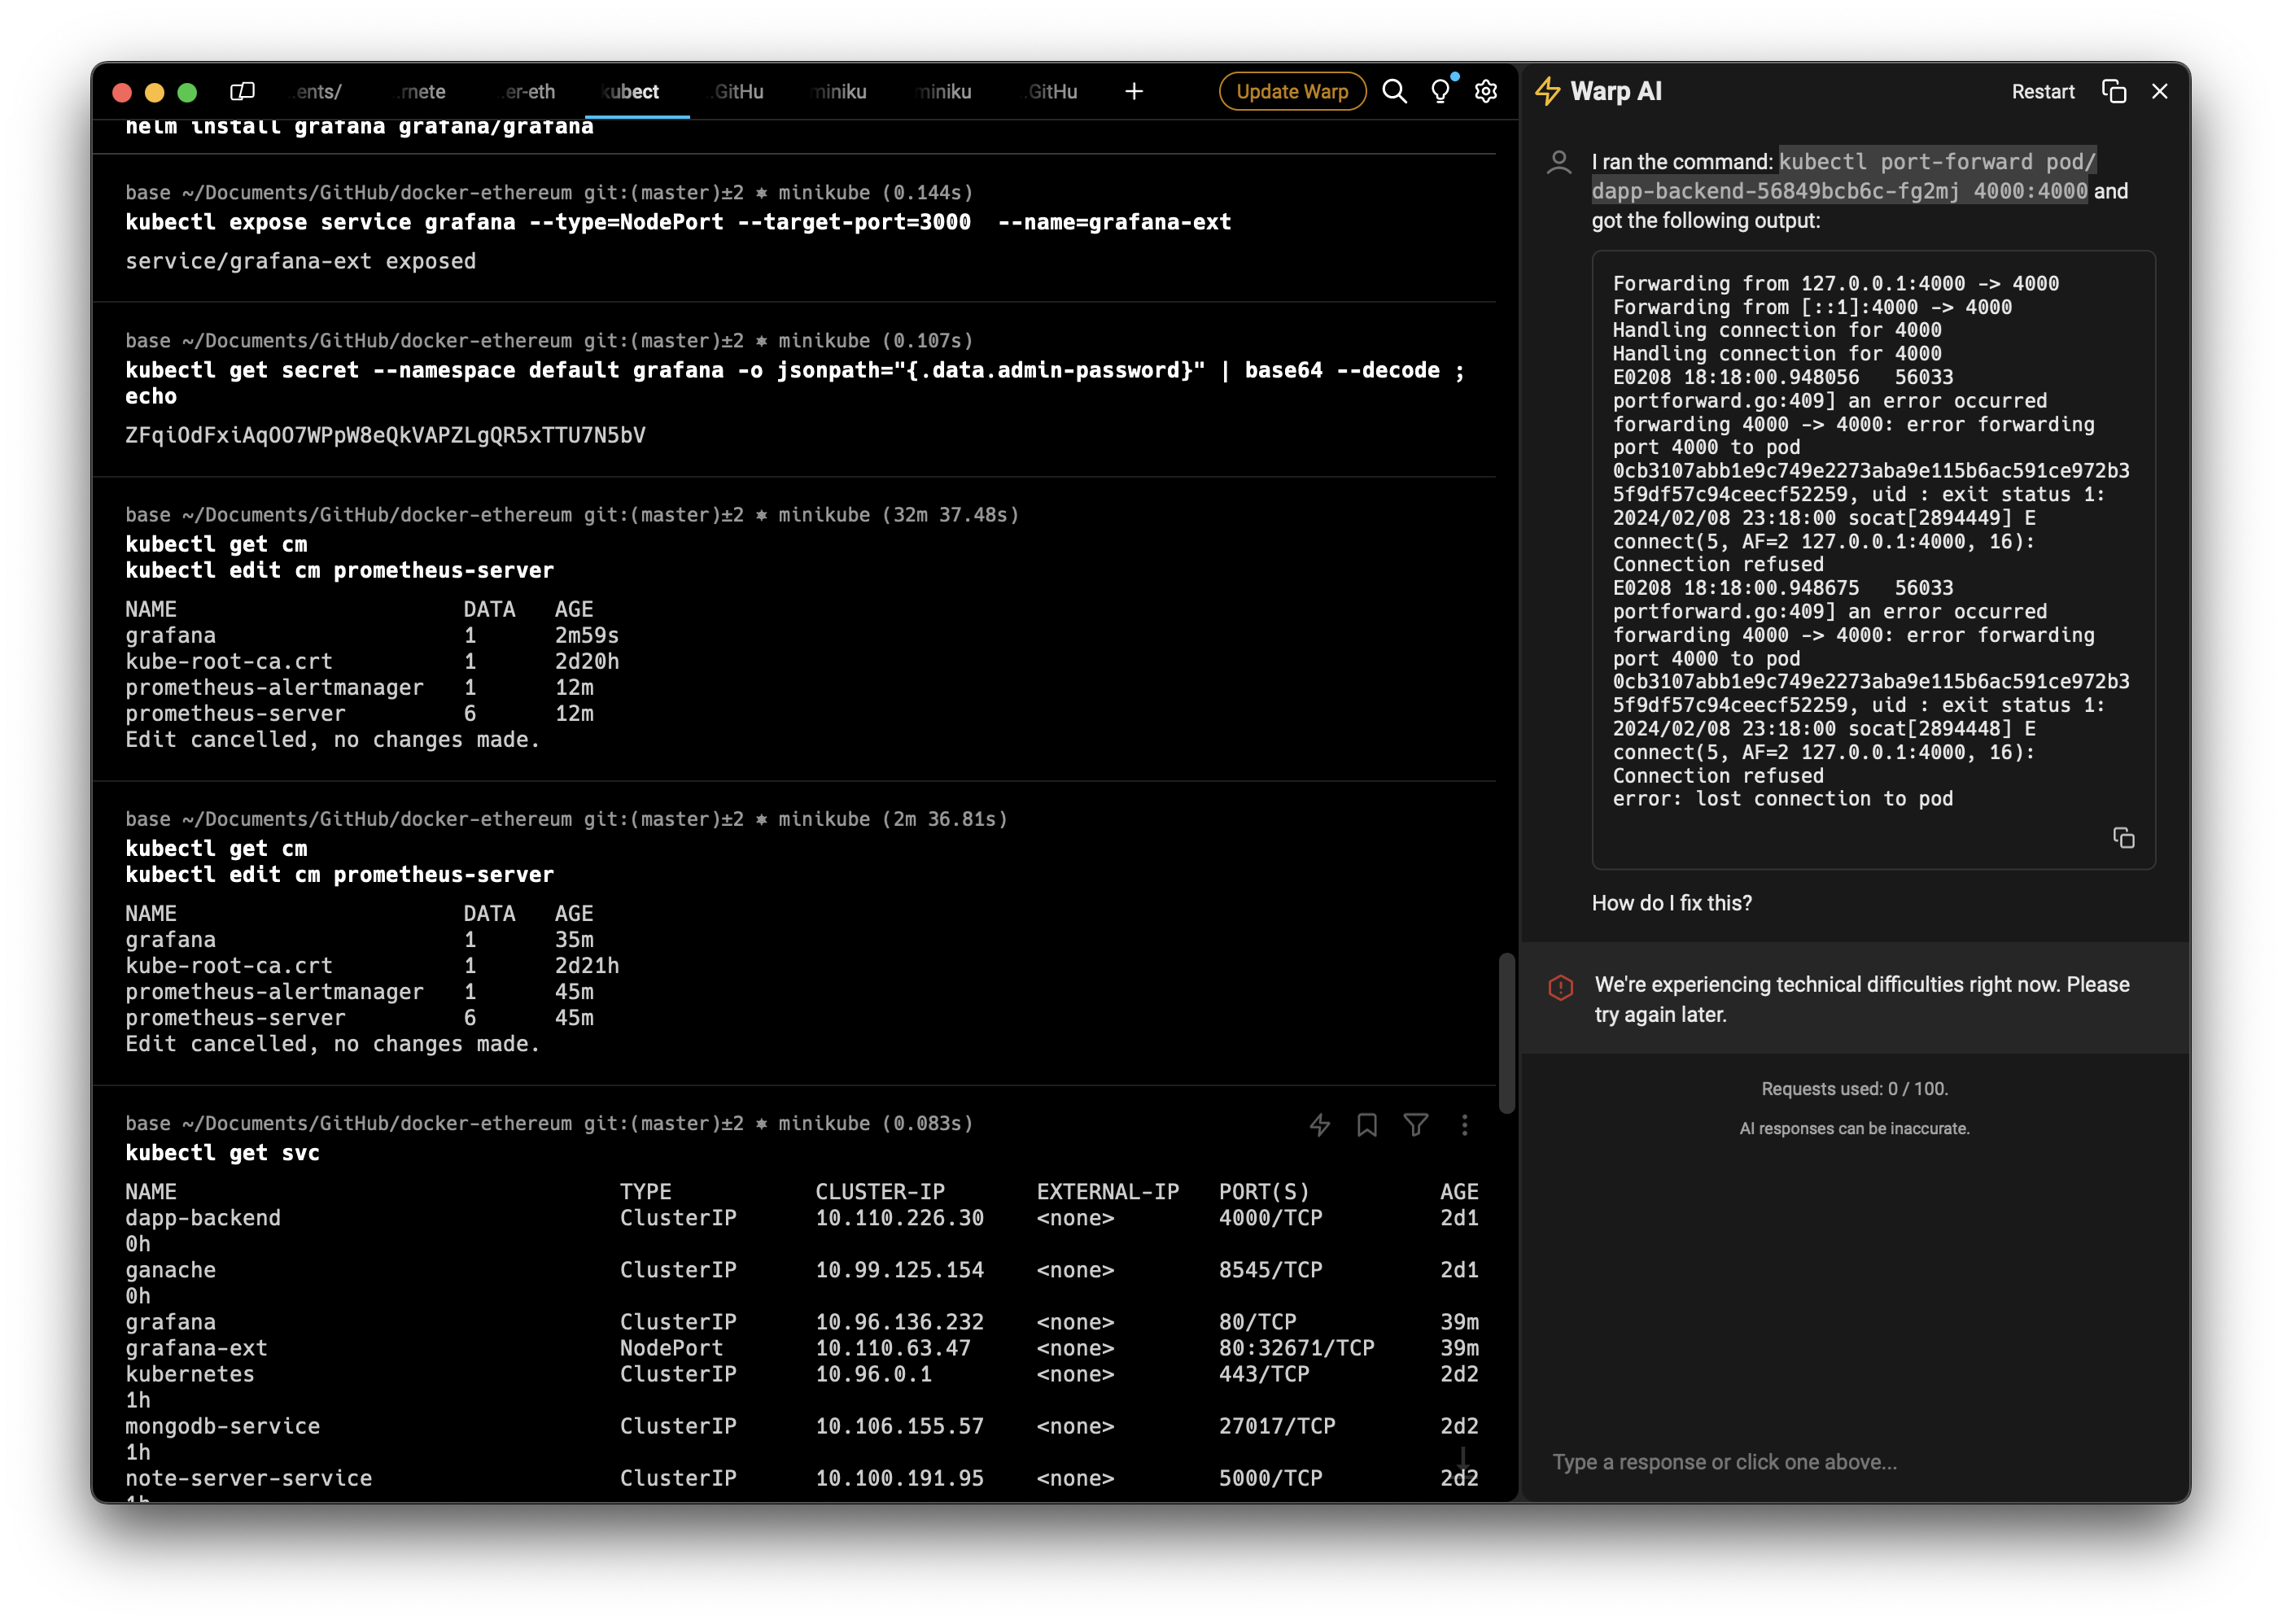 ents/ rnete er-eth kubect GitHu miniku miniku GitHu + Update Warp
helm install grafana grafana/grafana
base ~/Documents/GitHub/docker-ethereum git:(master)±2 ⎈ minikube (0.144s)
kubectl expose service grafana --type=NodePort --target-port=3000  --name=grafana-ext
service/grafana-ext exposed
base ~/Documents/GitHub/docker-ethereum git:(master)±2 ⎈ minikube (0.107s)
kubectl get secret --namespace default grafana -o jsonpath="{.data.admin-password}" | base64 --decode ;
echo
ZFqiOdFxiAqOO7WPpW8eQkVAPZLgQR5xTTU7N5bV
base ~/Documents/GitHub/docker-ethereum git:(master)±2 ⎈ minikube (32m 37.48s)
kubectl get cm
kubectl edit cm prometheus-server
NAME DATA AGE
grafana 1 2m59s
kube-root-ca.crt 1 2d20h
prometheus-alertmanager 1 12m
prometheus-server 6 12m
Edit cancelled, no changes made.
base ~/Documents/GitHub/docker-ethereum git:(master)±2 ⎈ minikube (2m 36.81s)
kubectl get cm
kubectl edit cm prometheus-server
NAME DATA AGE
grafana 1 35m
kube-root-ca.crt 1 2d21h
prometheus-alertmanager 1 45m
prometheus-server 6 45m
Edit cancelled, no changes made.
base ~/Documents/GitHub/docker-ethereum git:(master)±2 ⎈ minikube (0.083s)
kubectl get svc
NAME TYPE CLUSTER-IP EXTERNAL-IP PORT(S) AGE
dapp-backend ClusterIP 10.110.226.30 <none> 4000/TCP 2d1
0h
ganache ClusterIP 10.99.125.154 <none> 8545/TCP 2d1
0h
grafana ClusterIP 10.96.136.232 <none> 80/TCP 39m
grafana-ext NodePort 10.110.63.47 <none> 80:32671/TCP 39m
kubernetes ClusterIP 10.96.0.1 <none> 443/TCP 2d2
1h
mongodb-service ClusterIP 10.106.155.57 <none> 27017/TCP 2d2
1h
note-server-service ClusterIP 10.100.191.95 <none> 5000/TCP 2d2
1h
Warp AI Restart
I ran the command: kubectl port-forward pod/
dapp-backend-56849bcb6c-fg2mj 4000:4000 and
got the following output:
Forwarding from 127.0.0.1:4000 -> 4000
Forwarding from [::1]:4000 -> 4000
Handling connection for 4000
Handling connection for 4000
E0208 18:18:00.948056   56033
portforward.go:409] an error occurred
forwarding 4000 -> 4000: error forwarding
port 4000 to pod
0cb3107abb1e9c749e2273aba9e115b6ac591ce972b3
5f9df57c94ceecf52259, uid : exit status 1:
2024/02/08 23:18:00 socat[2894449] E
connect(5, AF=2 127.0.0.1:4000, 16):
Connection refused
E0208 18:18:00.948675   56033
portforward.go:409] an error occurred
forwarding 4000 -> 4000: error forwarding
port 4000 to pod
0cb3107abb1e9c749e2273aba9e115b6ac591ce972b3
5f9df57c94ceecf52259, uid : exit status 1:
2024/02/08 23:18:00 socat[2894448] E
connect(5, AF=2 127.0.0.1:4000, 16):
Connection refused
error: lost connection to pod
How do I fix this?
We're experiencing technical difficulties right now. Please
try again later.
Requests used: 0 / 100.
AI responses can be inaccurate.
Type a response or click one above...